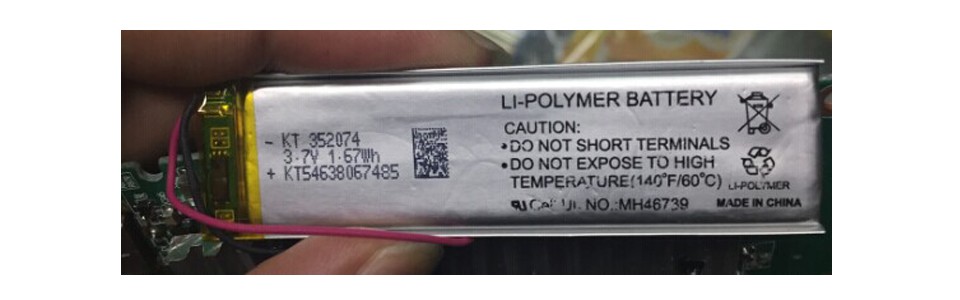 - KT 352074
3.7V 1.67Wh
+ KT54638067485
LI-POLYMER BATTERY
CAUTION:
•DO NOT SHORT TERMINALS
•DO NOT EXPOSE TO HIGH
TEMPERATURE(140°F/60°C)
UL NO.:MH46739
LI-POLYMER
MADE IN CHINA